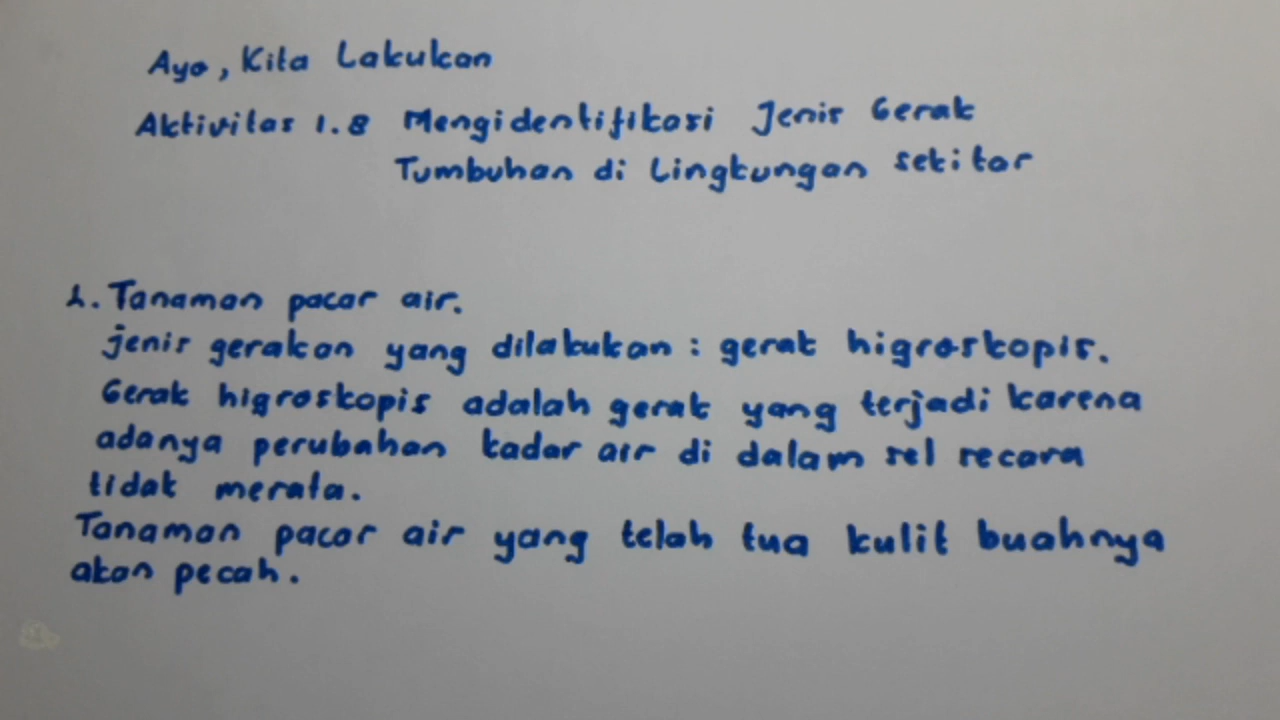 Ayo, Kita Lakukan
Aktivitas 1.8 Mengidentifikasi Jenis Gerak
Tumbuhan di Lingkungan sekitar
1. Tanaman pacar air.
jenis gerakan yang dilakukan : gerak higroskopis.
Gerak higroskopis adalah gerak yang terjadi karena
adanya perubahan kadar air di dalam sel secara
tidak merata.
Tanaman pacar air yang telah tua kulit buahnya
akan pecah.